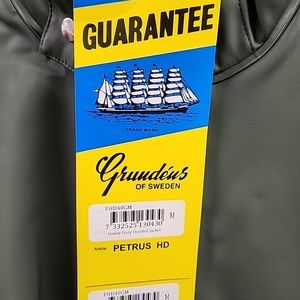 GUARANTEE
TRADE MARK
Grundéns
OF SWEDEN
PHD40GM
7 332525 130430
M
Heavy Duty Hooded Jacket
Article: PETRUS HD
PHD40GM
M